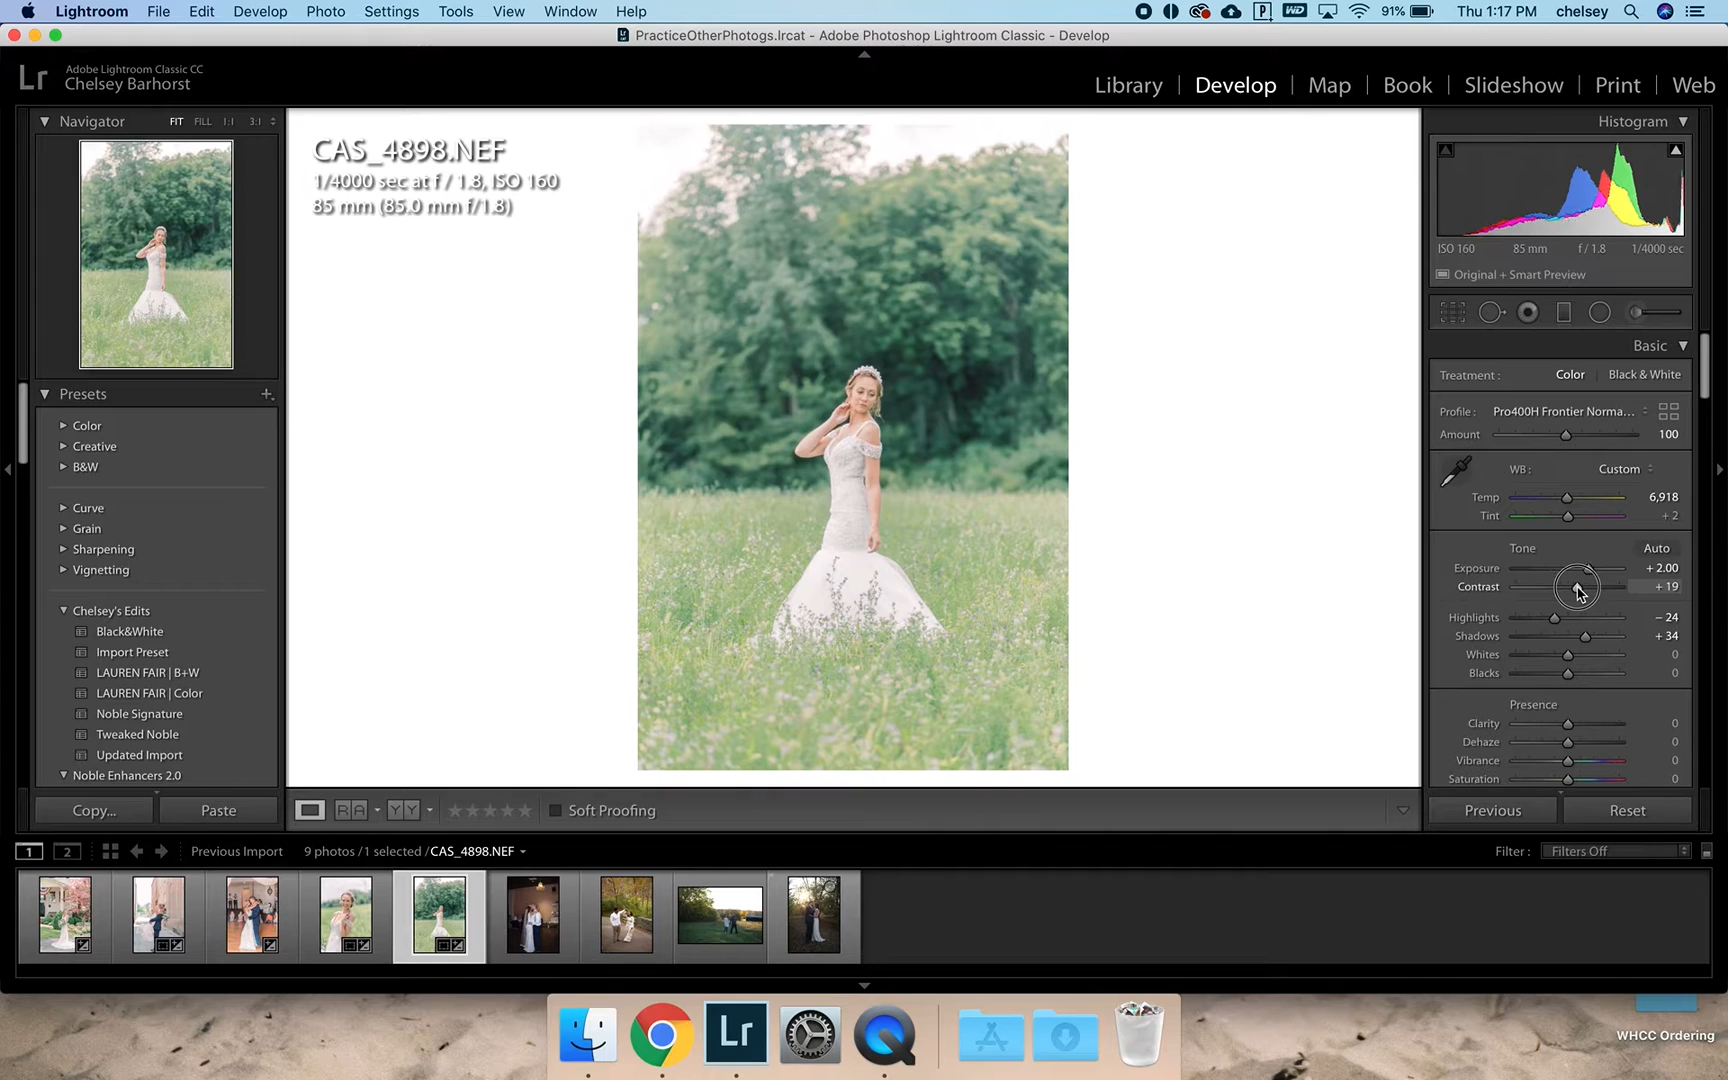 Lightroom File Edit Develop Photo Settings Tools View Window Help
P WD 91% Thu 1:17 PM chelsey
Lr PracticeOtherPhotogs.lrcat - Adobe Photoshop Lightroom Classic - Develop
Lr
Adobe Lightroom Classic CC
Chelsey Barhorst
Library Develop Map Book Slideshow Print Web
Navigator FIT FILL 1:1 3:1
Presets +
Color
Creative
B&W
Curve
Grain
Sharpening
Vignetting
Chelsey's Edits
Black&White
Import Preset
LAUREN FAIR | B+W
LAUREN FAIR | Color
Noble Signature
Tweaked Noble
Updated Import
Noble Enhancers 2.0
Copy... Paste
CAS_4898.NEF
1/4000 sec at f / 1.8, ISO 160
85 mm (85.0 mm f/1.8)
R A Y Y Soft Proofing
Histogram
ISO 160 85 mm f / 1.8 1/4000 sec
Original + Smart Preview
Basic
Treatment : Color Black & White
Profile : Pro400H Frontier Norma...
Amount 100
WB : Custom
Temp 6,918
Tint + 2
Tone Auto
Exposure + 2.00
Contrast + 19
Highlights − 24
Shadows + 34
Whites 0
Blacks 0
Presence
Clarity 0
Dehaze 0
Vibrance 0
Saturation 0
Previous Reset
1 2 Previous Import 9 photos / 1 selected / CAS_4898.NEF Filter : Filters Off
Lr
WHCC Ordering